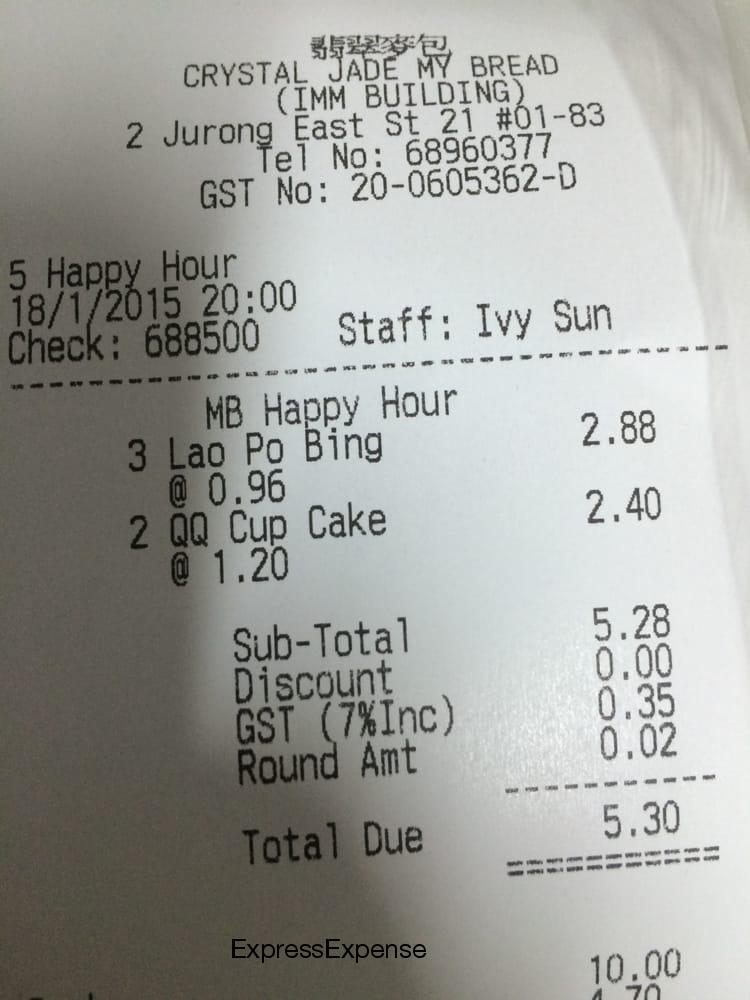 翡翠麥包
CRYSTAL JADE MY BREAD
(IMM BUILDING)
2 Jurong East St 21 #01-83
Tel No: 68960377
GST No: 20-0605362-D
5 Happy Hour
18/1/2015 20:00
Check: 688500 Staff: Ivy Sun
MB Happy Hour
3 Lao Po Bing 2.88
@ 0.96
2 QQ Cup Cake 2.40
@ 1.20
Sub-Total 5.28
Discount 0.00
GST (7%Inc) 0.35
Round Amt 0.02
Total Due 5.30
ExpressExpense
10.00
4.70